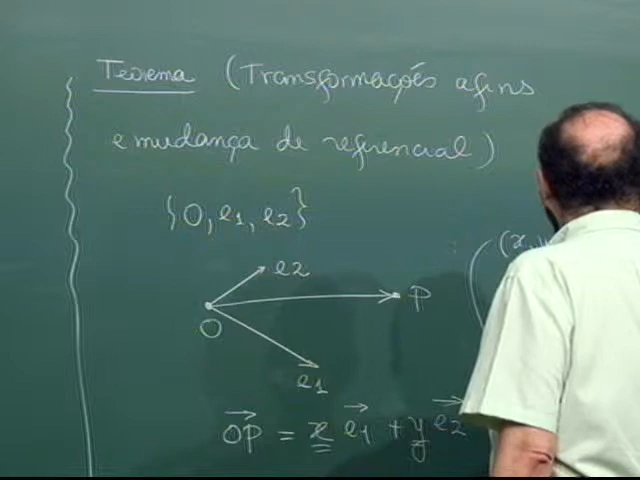 Teorema (Transformações afins
e mudança de referencial)
{O, e1, e2}
(x,
e2
P
O
e1
OP = x e1 + y e2